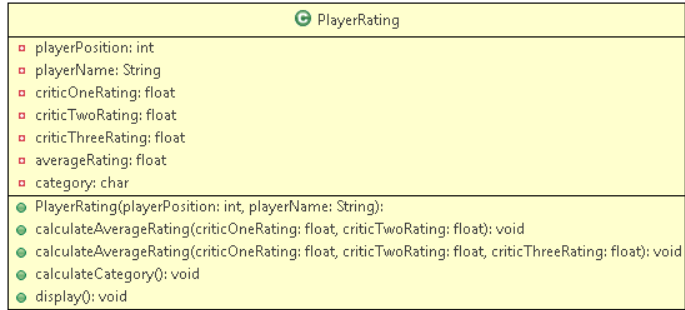 C PlayerRating
playerPosition: int
playerName: String
criticOneRating: float
criticTwoRating: float
criticThreeRating: float
averageRating: float
category: char
PlayerRating(playerPosition: int, playerName: String):
calculateAverageRating(criticOneRating: float, criticTwoRating: float): void
calculateAverageRating(criticOneRating: float, criticTwoRating: float, criticThreeRating: float): void
calculateCategory(): void
display(): void